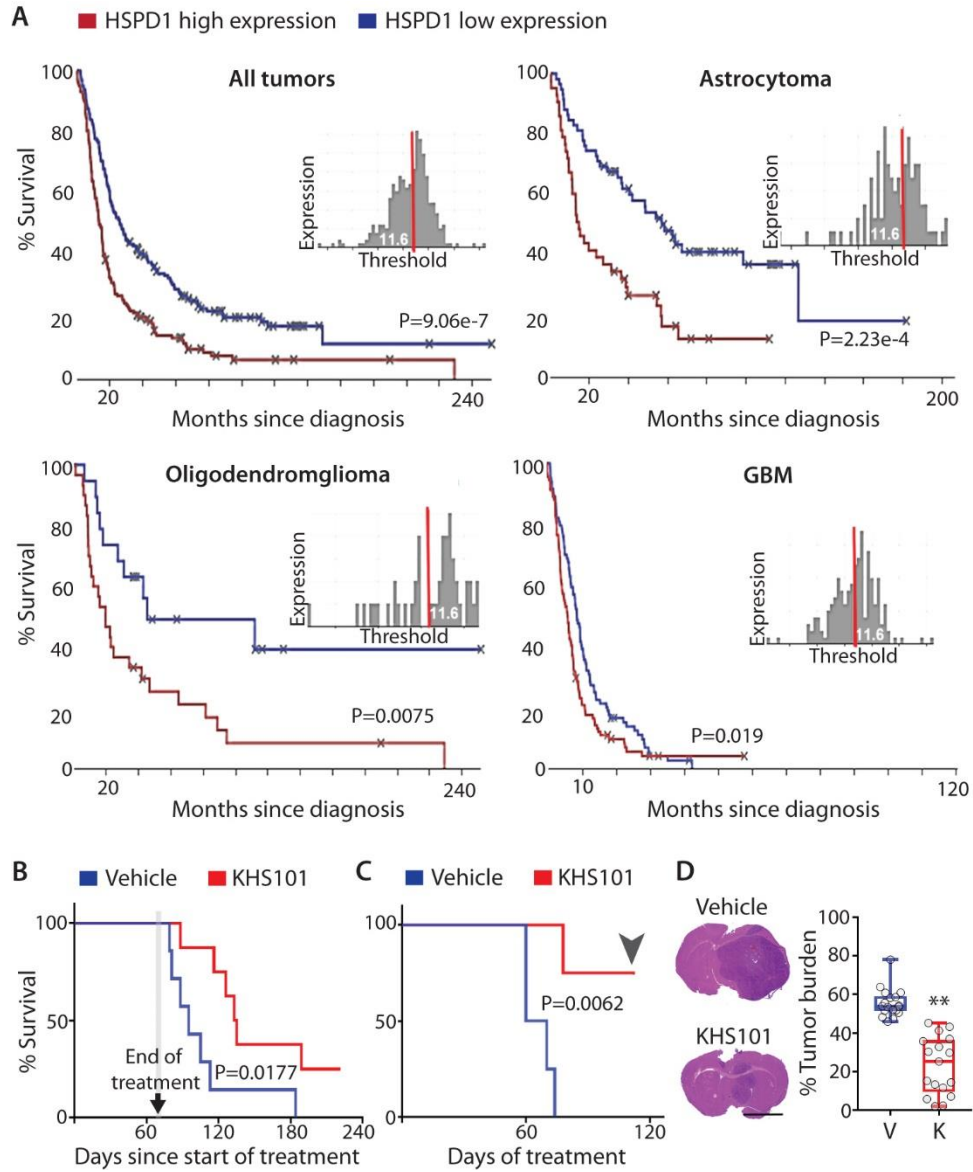 A
HSPD1 high expression HSPD1 low expression
All tumors
% Survival
100
80
60
40
20
0
Expression
11.6
Threshold
P=9.06e-7
20 240
Months since diagnosis
Astrocytoma
100
80
60
40
20
0
Expression
11.6
Threshold
P=2.23e-4
20 200
Months since diagnosis
Oligodendromglioma
% Survival
100
80
60
40
20
0
Expression
11.6
Threshold
P=0.0075
20 240
Months since diagnosis
GBM
100
80
60
40
20
0
Expression
11.6
Threshold
P=0.019
10 120
Months since diagnosis
B Vehicle KHS101
% Survival
100
50
0
End of
treatment
P=0.0177
60 120 180 240
Days since start of treatment
C Vehicle KHS101
100
50
0
P=0.0062
60 120
Days of treatment
D
Vehicle
KHS101
% Tumor burden
100
80
60
40
20
0
**
V K